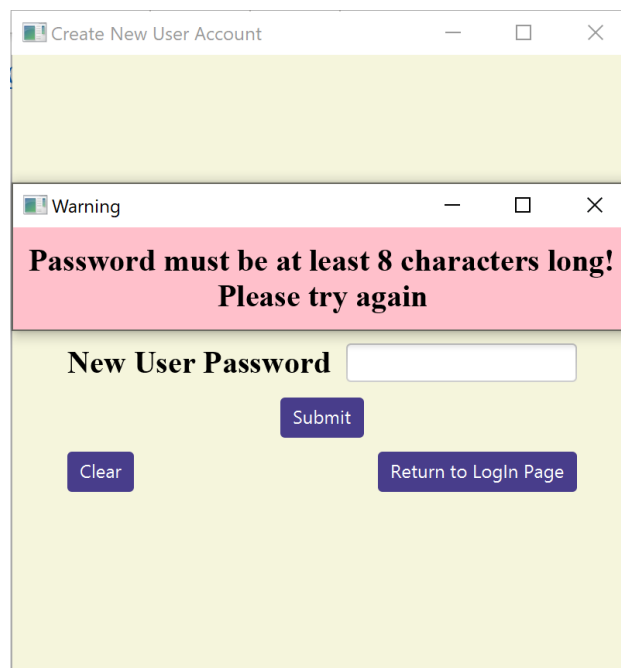 Create New User Account
Warning
Password must be at least 8 characters long!
Please try again
New User Password
Submit
Clear
Return to LogIn Page